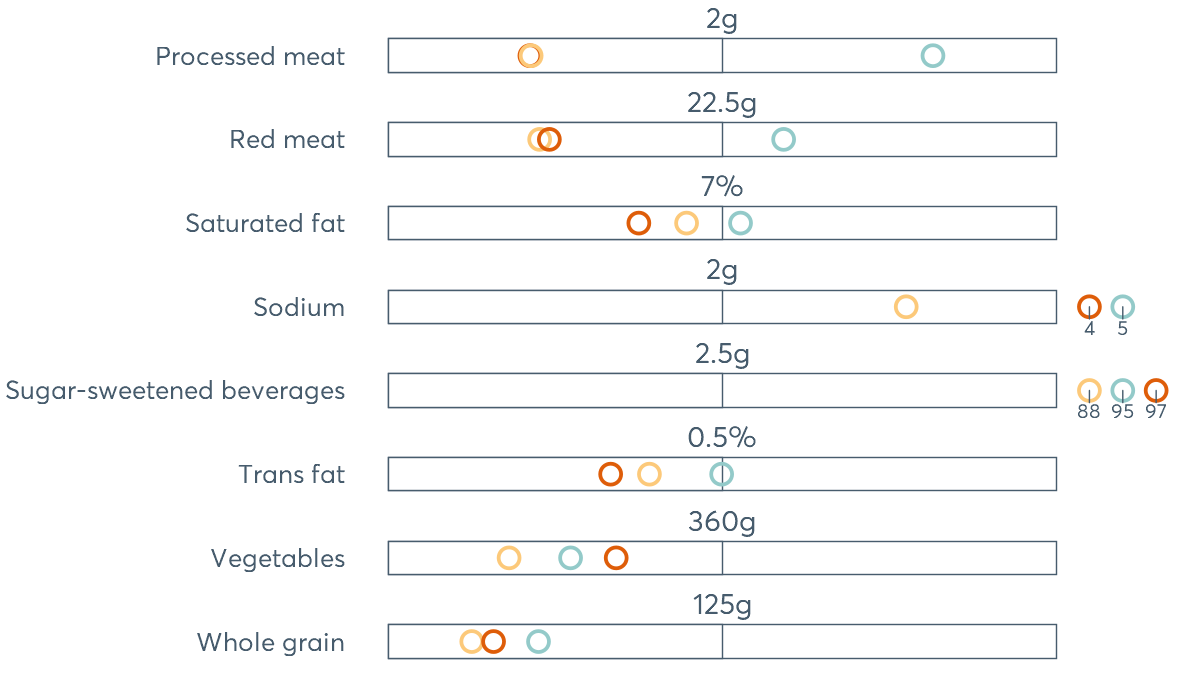 2g
Processed meat
22.5g
Red meat
7%
Saturated fat
2g
Sodium
4 5
2.5g
Sugar-sweetened beverages
88 95 97
0.5%
Trans fat
360g
Vegetables
125g
Whole grain